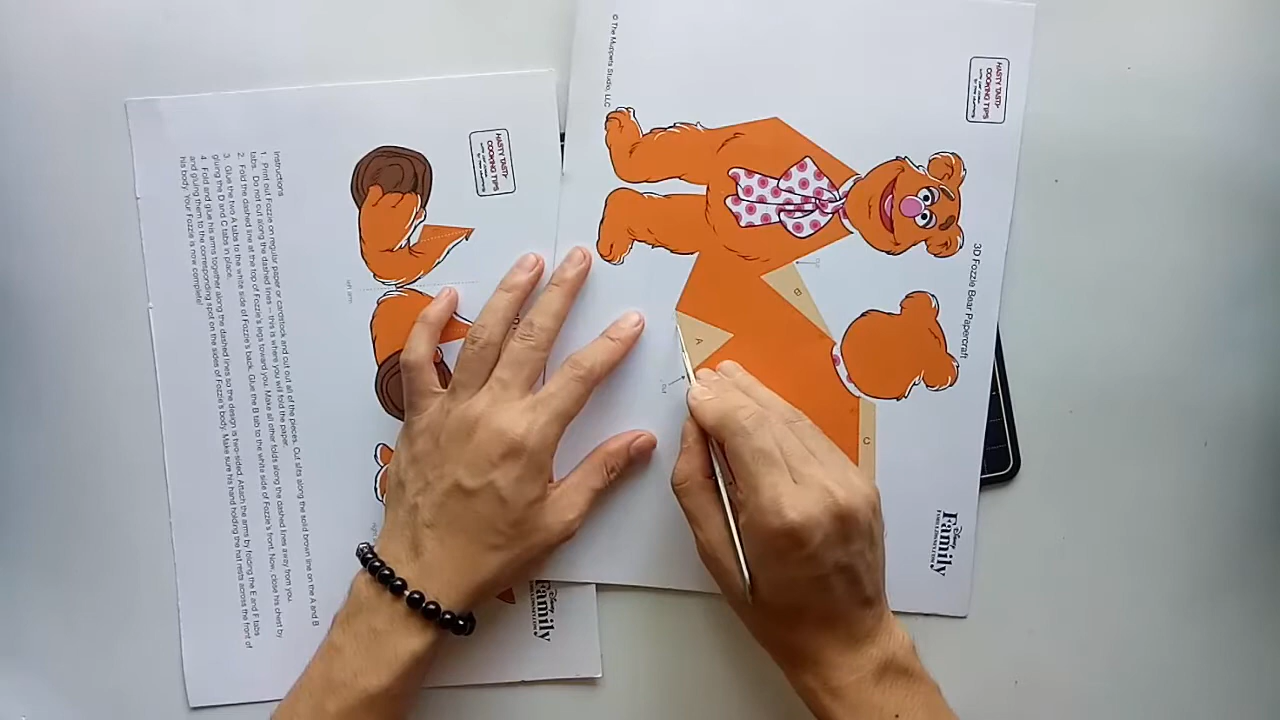 3D Fozzie Bear Papercraft
HASTY TASTY
COOKING TIPS
Disney
Family
© The Muppets Studio, LLC
B
A
C
cut
HASTY TASTY
COOKING TIPS
Disney
Family
left arm
Instructions
1. Print out Fozzie on regular paper or cardstock and cut out all of the pieces. Cut slits along the solid brown line on the A and B
tabs. Do not cut along the dashed lines — this is where you will fold the paper.
2. Fold the dashed line at the top of Fozzie's legs toward you. Make all other folds along the dashed lines away from you.
3. Glue the two A tabs to the white side of Fozzie's back. Glue the B tab to the white side of Fozzie's front. Now, close his chest by
gluing the D and C tabs in place.
4. Fold and glue his arms together along the dashed lines so the design is two-sided. Attach the arms by folding the E and F tabs
and gluing them to the corresponding spot on the sides of Fozzie's body. Make sure his hand holding the hat rests across the front of
his body. Your Fozzie is now complete!